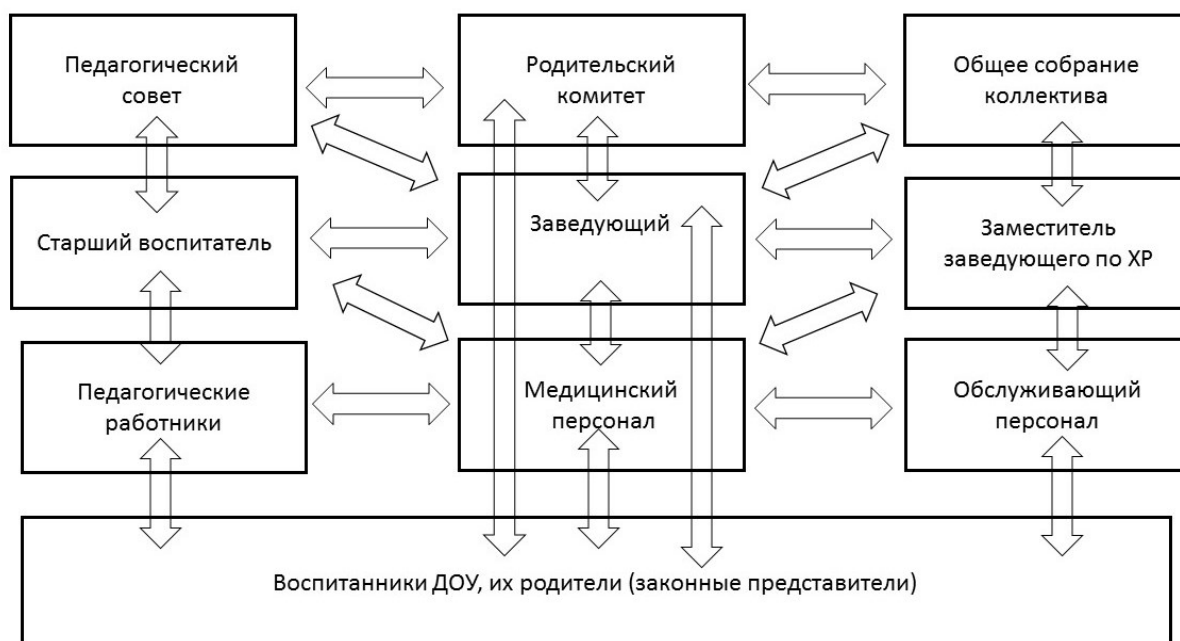 Педагогический
совет
Родительский
комитет
Общее собрание
коллектива
Старший воспитатель
Заведующий
Заместитель
заведующего по ХР
Педагогические
работники
Медицинский
персонал
Обслуживающий
персонал
Воспитанники ДОУ, их родители (законные представители)